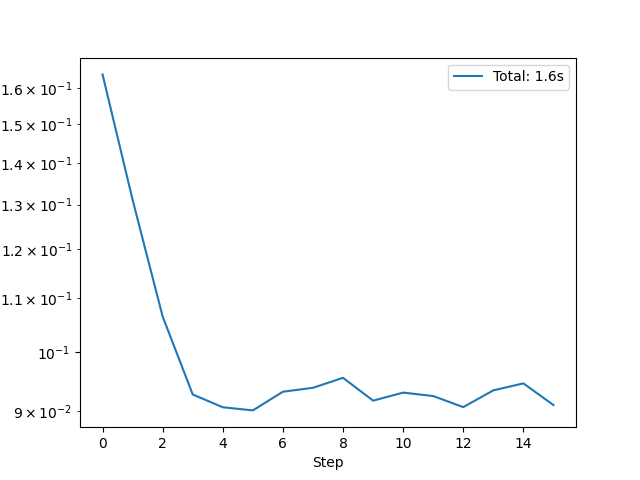 Total: 1.6s
1.6 × 10⁻¹
1.5 × 10⁻¹
1.4 × 10⁻¹
1.3 × 10⁻¹
1.2 × 10⁻¹
1.1 × 10⁻¹
10⁻¹
9 × 10⁻²
0 2 4 6 8 10 12 14
Step